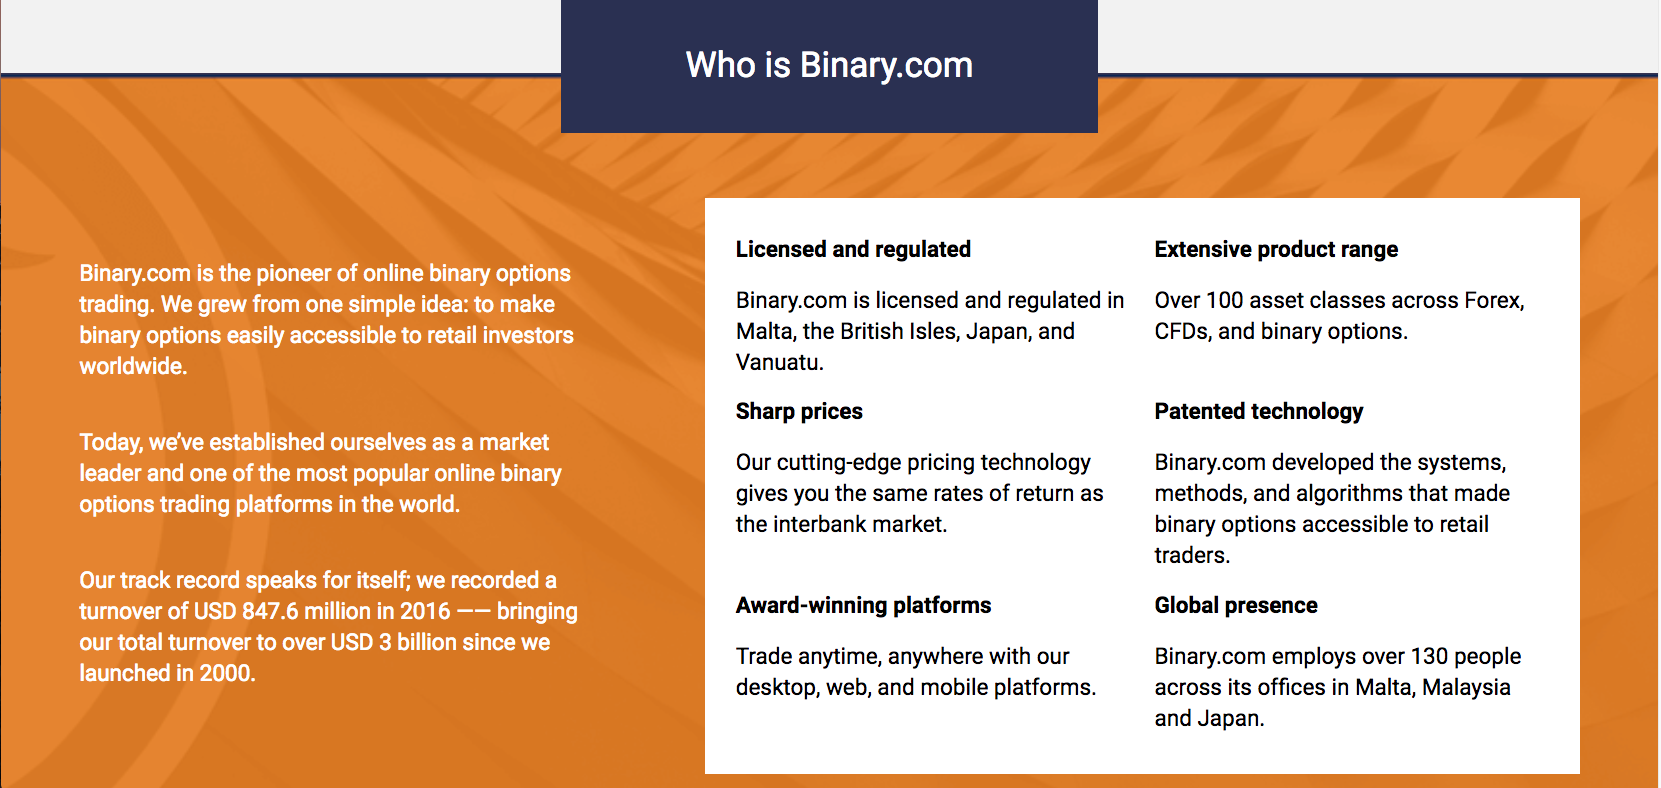 Who is Binary.com
Binary.com is the pioneer of online binary options
trading. We grew from one simple idea: to make
binary options easily accessible to retail investors
worldwide.
Today, we’ve established ourselves as a market
leader and one of the most popular online binary
options trading platforms in the world.
Our track record speaks for itself; we recorded a
turnover of USD 847.6 million in 2016 —— bringing
our total turnover to over USD 3 billion since we
launched in 2000.
Licensed and regulated
Binary.com is licensed and regulated in
Malta, the British Isles, Japan, and
Vanuatu.
Extensive product range
Over 100 asset classes across Forex,
CFDs, and binary options.
Sharp prices
Our cutting-edge pricing technology
gives you the same rates of return as
the interbank market.
Patented technology
Binary.com developed the systems,
methods, and algorithms that made
binary options accessible to retail
traders.
Award-winning platforms
Trade anytime, anywhere with our
desktop, web, and mobile platforms.
Global presence
Binary.com employs over 130 people
across its offices in Malta, Malaysia
and Japan.